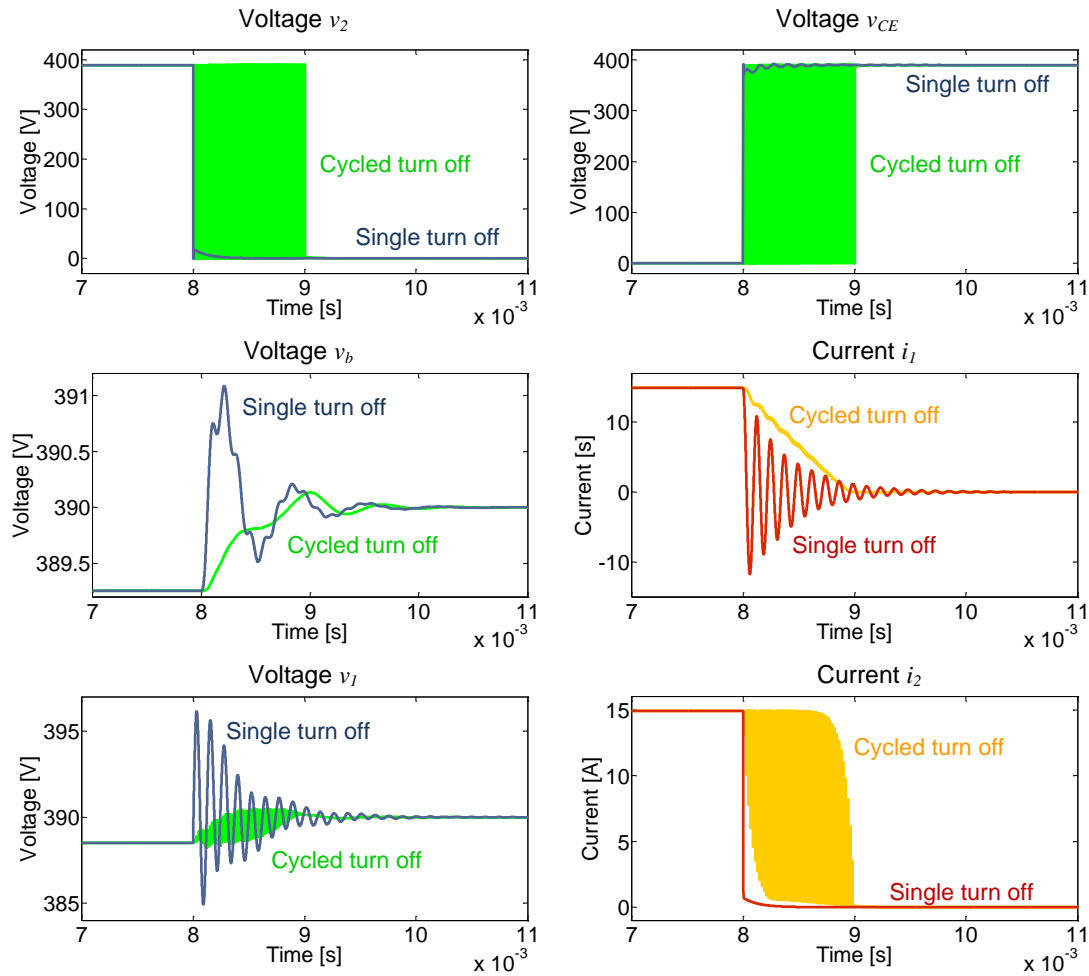 Voltage v2
400
300
200
100
0
Voltage [V]
Cycled turn off
Single turn off
7
8
9
10
11
Time [s]
x 10-3
Voltage vCE
400
300
200
100
0
Voltage [V]
Single turn off
Cycled turn off
7
8
9
10
11
Time [s]
x 10-3
Voltage vb
391
390.5
390
389.5
Voltage [V]
Single turn off
Cycled turn off
7
8
9
10
11
Time [s]
x 10-3
Current i1
10
0
-10
Current [s]
Cycled turn off
Single turn off
7
8
9
10
11
Time [s]
x 10-3
Voltage v1
395
390
385
Voltage [V]
Single turn off
Cycled turn off
7
8
9
10
11
Time [s]
x 10-3
Current i2
15
10
5
0
Current [A]
Cycled turn off
Single turn off
7
8
9
10
11
Time [s]
x 10-3